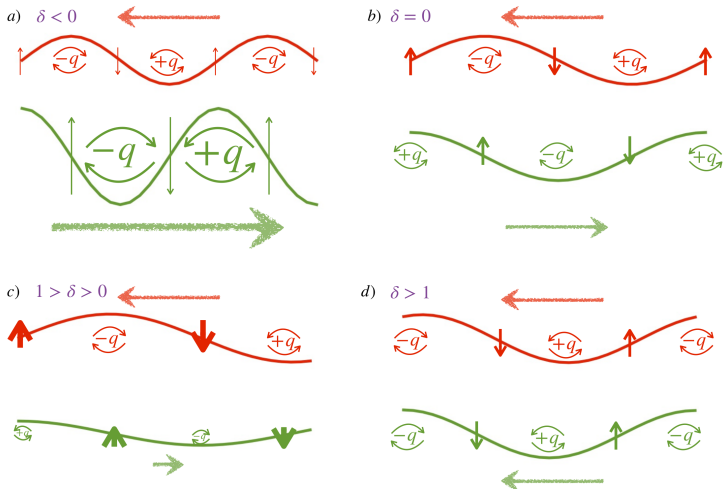 a) δ < 0
−q +q −q
−q +q
b) δ = 0
−q +q
+q −q +q
c) 1 > δ > 0
−q +q
+q −q
d) δ > 1
−q +q −q
−q +q −q